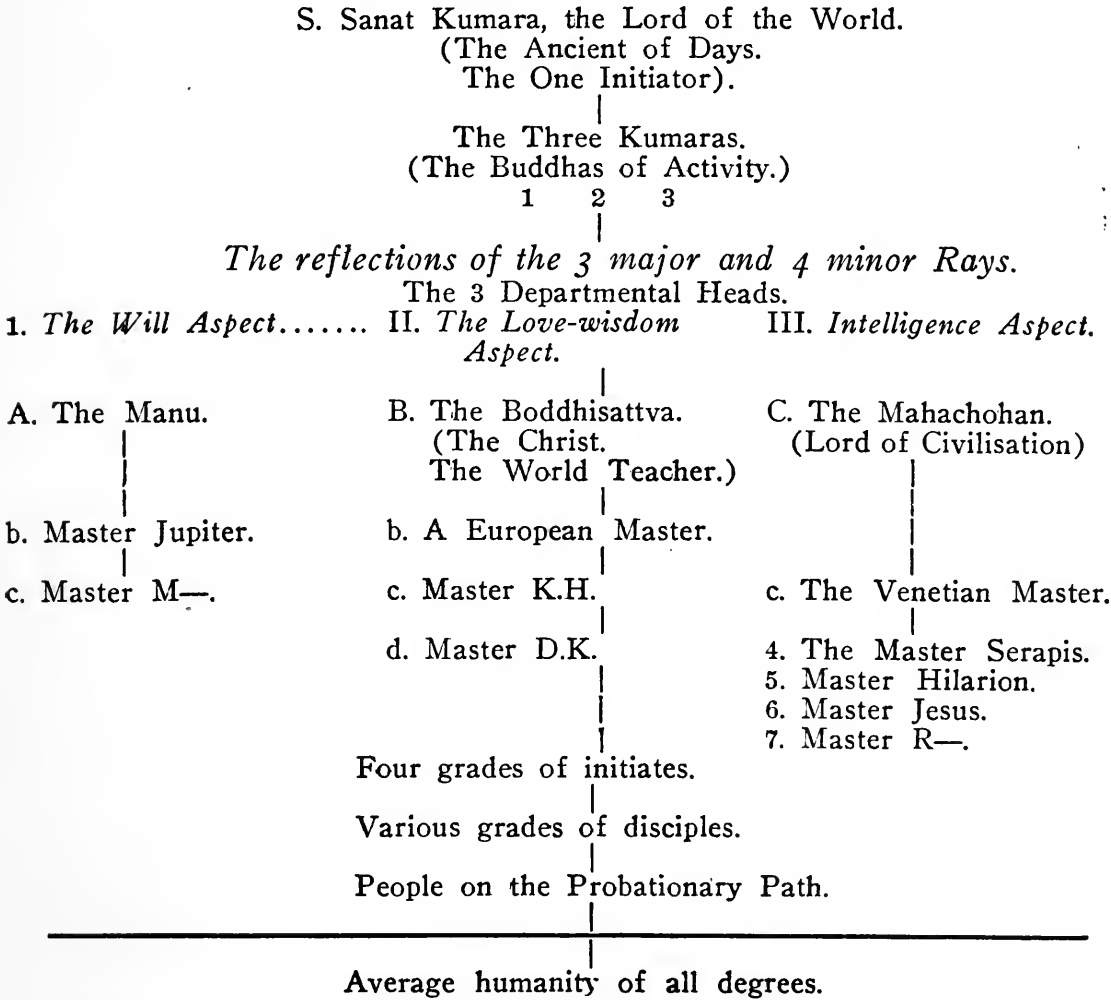 S. Sanat Kumara, the Lord of the World.
(The Ancient of Days.
The One Initiator).
The Three Kumaras.
(The Buddhas of Activity.)
1 2 3
The reflections of the 3 major and 4 minor Rays.
The 3 Departmental Heads.
1. The Will Aspect....... II. The Love-wisdom III. Intelligence Aspect.
Aspect.
A. The Manu. B. The Boddhisattva. C. The Mahachohan.
(The Christ. (Lord of Civilisation)
The World Teacher.)
b. Master Jupiter. b. A European Master.
c. Master M—. c. Master K.H. c. The Venetian Master.
d. Master D.K. 4. The Master Serapis.
5. Master Hilarion.
6. Master Jesus.
7. Master R—.
Four grades of initiates.
Various grades of disciples.
People on the Probationary Path.
Average humanity of all degrees.